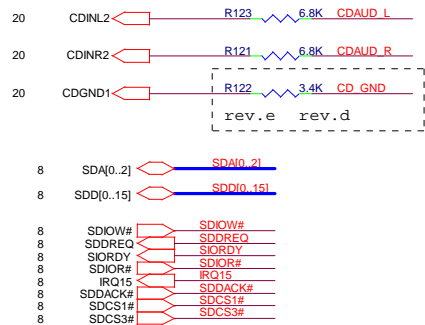 20 CDINL2 R123 6.8K CDAUD_L
20 CDINR2 R121 6.8K CDAUD_R
20 CDGND1 R122 3.4K CD_GND
rev.e rev.d
8 SDA[0..2] SDA[0..2]
8 SDD[0..15] SDD[0..15]
8 SDIOW# SDIOW#
8 SDDREQ SDDREQ
8 SIORDY SIORDY
8 SDIOR# SDIOR#
8 IRQ15 IRQ15
8 SDDACK# SDDACK#
8 SDCS1# SDCS1#
8 SDCS3# SDCS3#